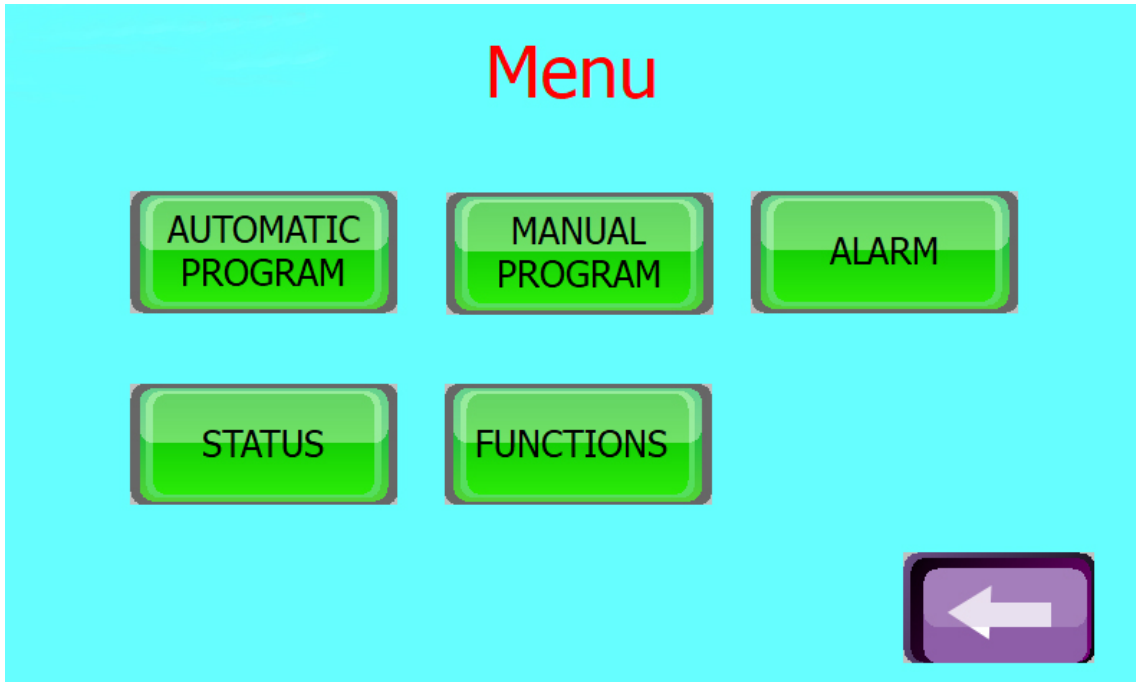 Menu
AUTOMATIC
PROGRAM
MANUAL
PROGRAM
ALARM
STATUS
FUNCTIONS